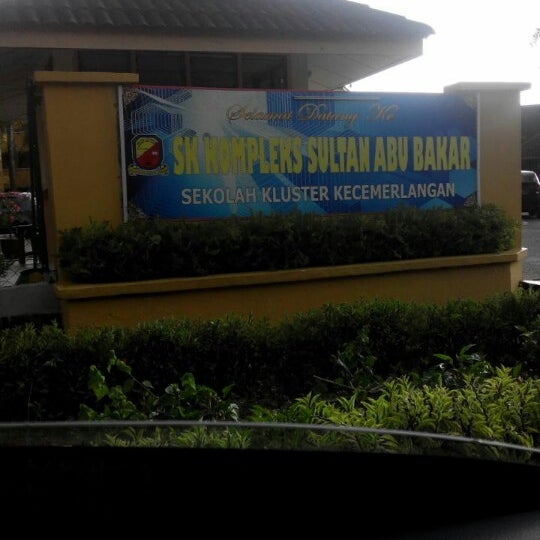 Selamat Datang Ke
SK KOMPLEKS SULTAN ABU BAKAR
SEKOLAH KLUSTER KECEMERLANGAN